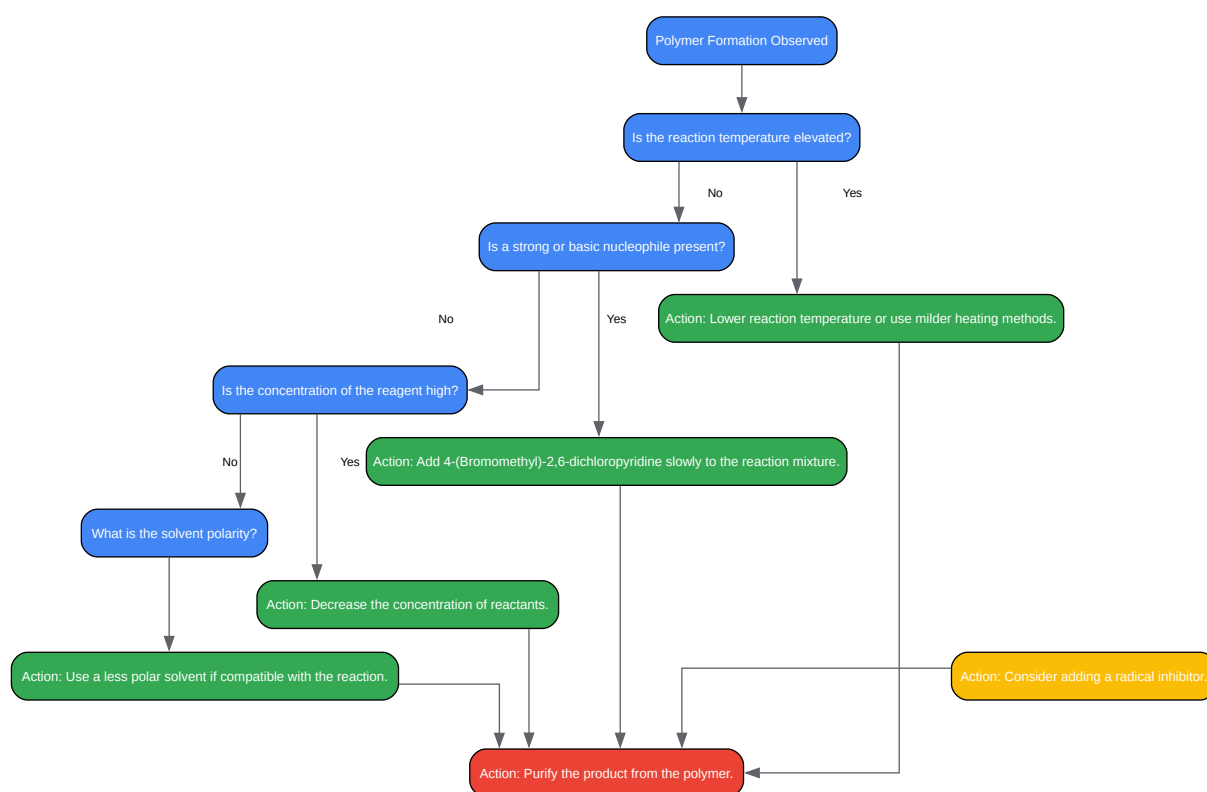 Polymer Formation Observed
Is the reaction temperature elevated?
No
Yes
Is a strong or basic nucleophile present?
No
Yes
Action: Lower reaction temperature or use milder heating methods.
Is the concentration of the reagent high?
No
Yes
Action: Add 4-(Bromomethyl)-2,6-dichloropyridine slowly to the reaction mixture.
What is the solvent polarity?
Action: Decrease the concentration of reactants.
Action: Use a less polar solvent if compatible with the reaction.
Action: Consider adding a radical inhibitor.
Action: Purify the product from the polymer.